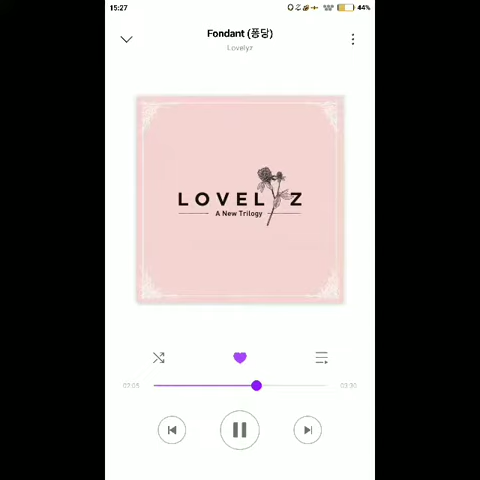 15:27
44%
Fondant (퐁당)
Lovelyz
LOVELYZ
A New Trilogy
02:05
03:30